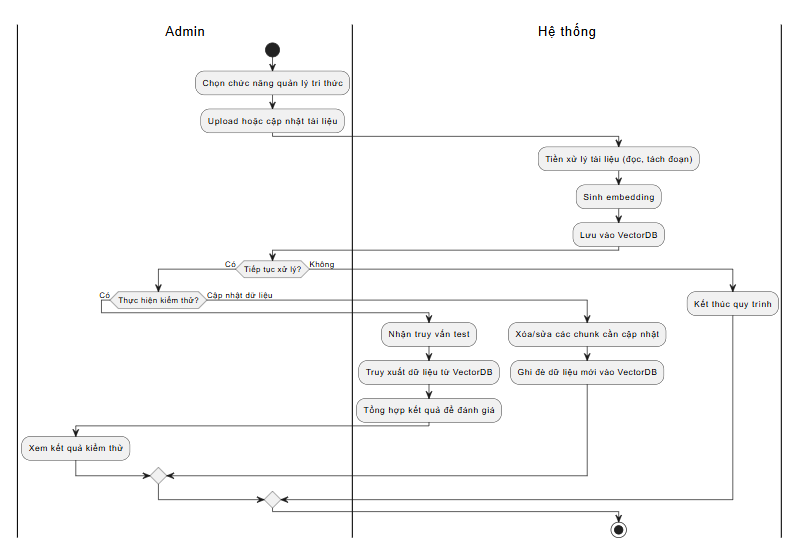 Admin
Hệ thống
Chọn chức năng quản lý tri thức
Upload hoặc cập nhật tài liệu
Tiền xử lý tài liệu (đọc, tách đoạn)
Sinh embedding
Lưu vào VectorDB
Có
Tiếp tục xử lý?
Không
Có
Thực hiện kiểm thử?
Cập nhật dữ liệu
Kết thúc quy trình
Nhận truy vấn test
Xóa/sửa các chunk cần cập nhật
Truy xuất dữ liệu từ VectorDB
Ghi đè dữ liệu mới vào VectorDB
Tổng hợp kết quả để đánh giá
Xem kết quả kiểm thử